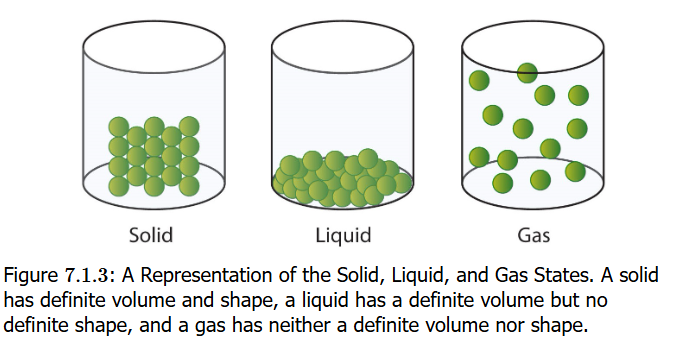 Solid
Liquid
Gas
Figure 7.1.3: A Representation of the Solid, Liquid, and Gas States. A solid
has definite volume and shape, a liquid has a definite volume but no
definite shape, and a gas has neither a definite volume nor shape.